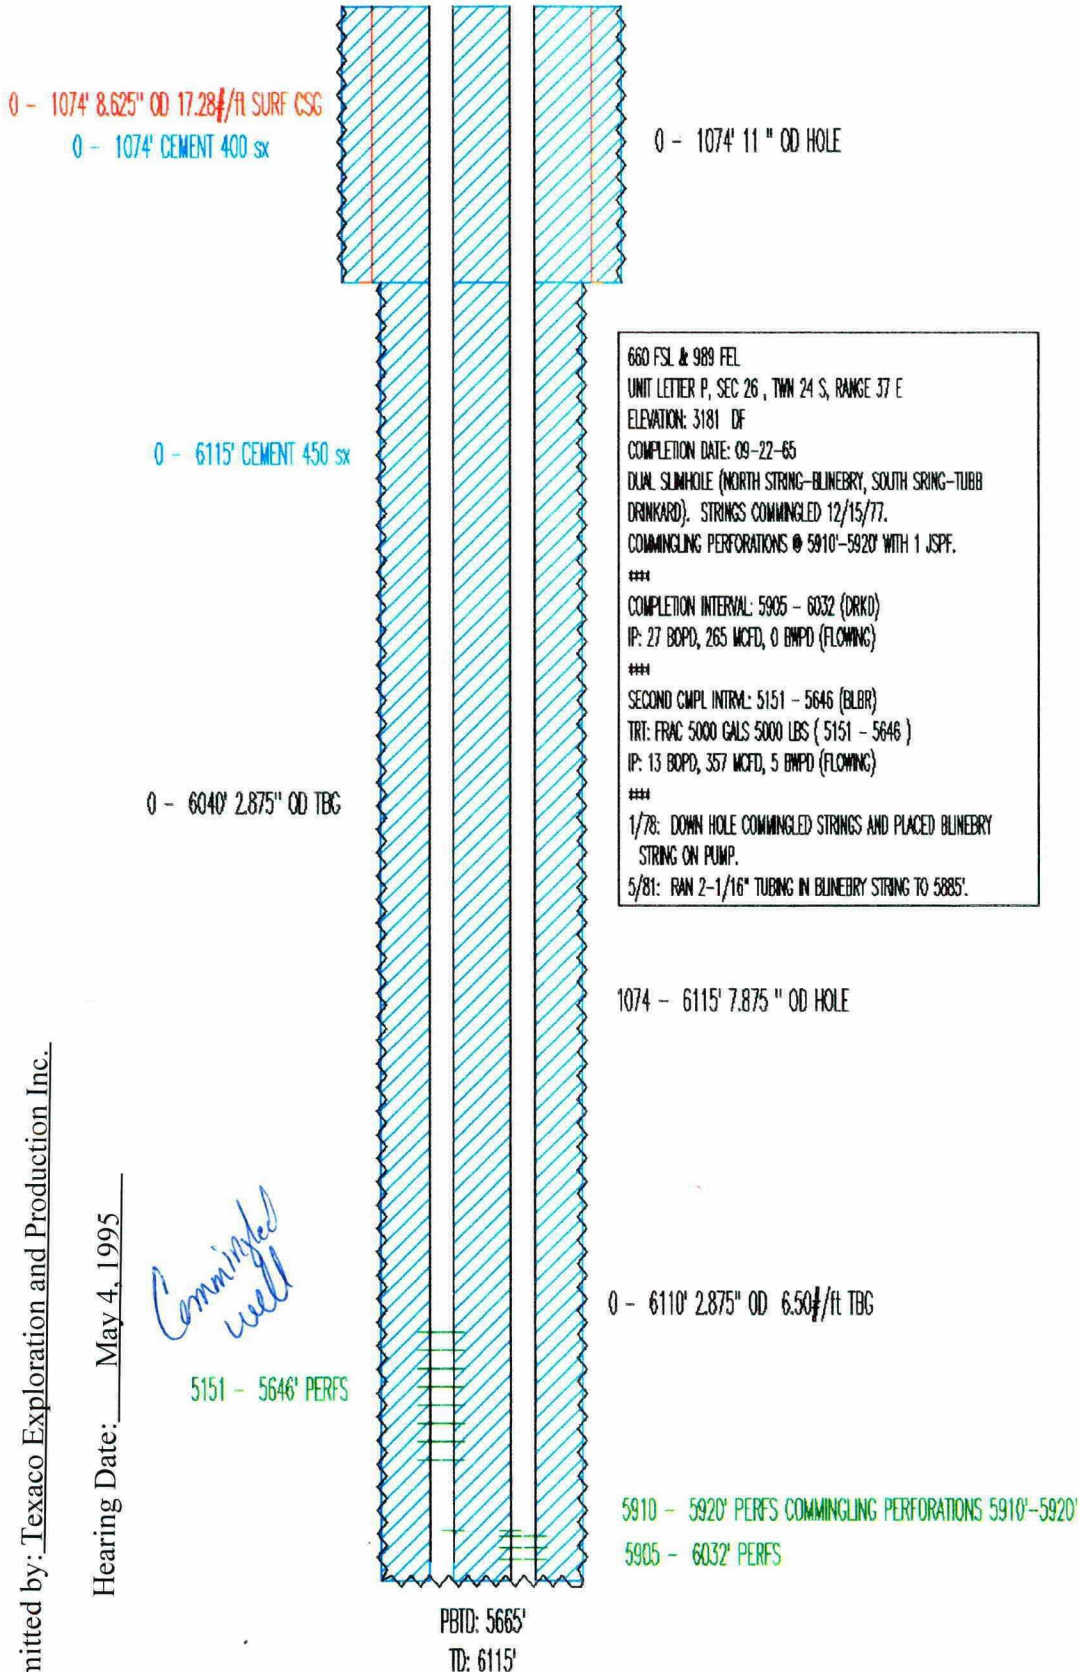 0 - 1074' 8.625" OD 17.28#/ft SURF CSG
0 - 1074' CEMENT 400 sx
0 - 1074' 11 " OD HOLE
660 FSL & 989 FEL
UNIT LETTER P, SEC 26 , TWN 24 S, RANGE 37 E
ELEVATION: 3181 DF
COMPLETION DATE: 09-22-65
DUAL SLIMHOLE (NORTH STRING-BLINEBRY, SOUTH SRING-TUBB
DRINKARD). STRINGS COMMINGLED 12/15/77.
COMMINGLING PERFORATIONS @ 5910'-5920' WITH 1 JSPF.
###
COMPLETION INTERVAL: 5905 - 6032 (DRKD)
IP: 27 BOPD, 265 MCFD, 0 BWPD (FLOWING)
###
SECOND CMPL INTRVL: 5151 - 5646 (BLBR)
TRT: FRAC 5000 GALS 5000 LBS ( 5151 - 5646 )
IP: 13 BOPD, 357 MCFD, 5 BWPD (FLOWING)
###
1/78: DOWN HOLE COMMINGLED STRINGS AND PLACED BLINEBRY
STRING ON PUMP.
5/81: RAN 2-1/16" TUBING IN BLINEBRY STRING TO 5885'.
0 - 6115' CEMENT 450 sx
0 - 6040' 2.875" OD TBG
1074 - 6115' 7.875 " OD HOLE
0 - 6110' 2.875" OD 6.50#/ft TBG
Commingled
well
5151 - 5646' PERFS
5910 - 5920' PERFS COMMINGLING PERFORATIONS 5910'-5920'
5905 - 6032' PERFS
PBTD: 5665'
TD: 6115'
mitted by: Texaco Exploration and Production Inc.
Hearing Date: May 4, 1995